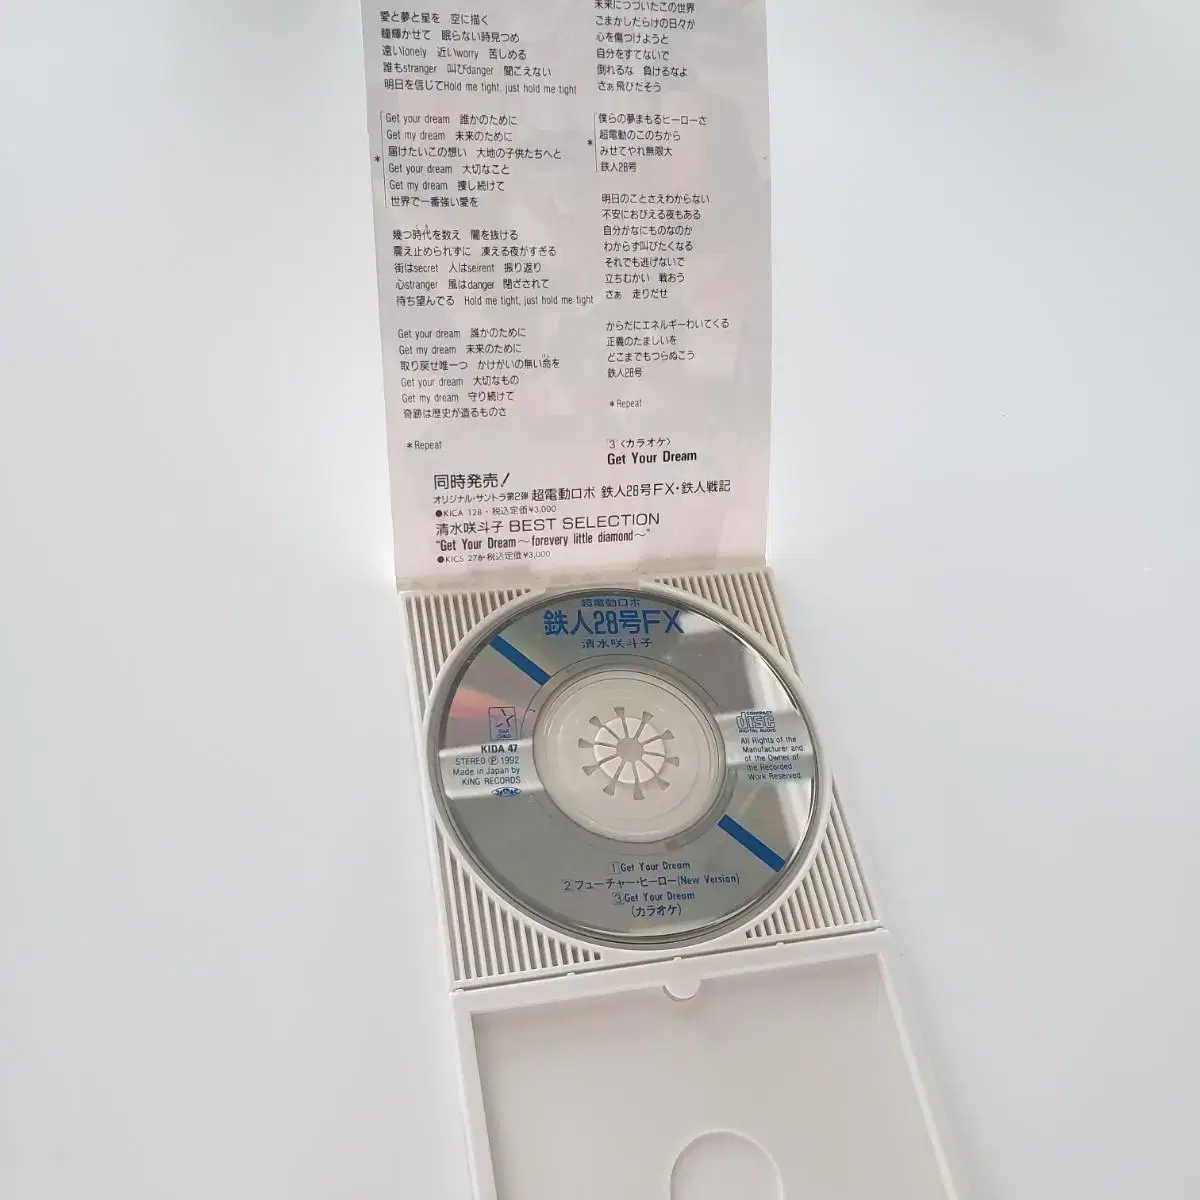 愛と夢と星を 空に描く
瞳輝かせて 眠らない時見つめ
遠いlonely 近いworry 苦しめる
誰もstranger 叫びdanger 聞こえない
明日を信じてHold me tight, just hold me tight
Get your dream 誰かのために
Get my dream 未来のために
*
届けたいこの想い 大地の子供たちへと
Get your dream 大切なこと
Get my dream 捜し続けて
世界で一番強い愛を
幾つ時代を数え 闇を抜ける
震え止められずに 凍える夜がすぎる
街はsecret 人はseirent 振り返り
心stranger 風はdanger 閉ざされて
待ち望んでる Hold me tight, just hold me tight
Get your dream 誰かのために
Get my dream 未来のために
取り戻せ唯一つ かけがいの無い命を
Get your dream 大切なもの
Get my dream 守り続けて
奇跡は歴史が造るものさ
*Repeat
未来につづいたこの世界
ごまかしだらけの日々が
心を傷つけようと
自分をすてないで
倒れるな 負けるなよ
さぁ飛びだそう
僕らの夢まもるヒーローさ
超電動のこのちから
*
みせてやれ無限大
鉄人28号
明日のことさえわからない
不安におびえる夜もある
自分がなにものなのか
わからず叫びたくなる
それでも逃げないで
立ちむかい 戦おう
さぁ 走りだせ
からだにエネルギーわいてくる
正義のたましいを
どこまでもつらぬこう
鉄人28号
*Repeat
3〈カラオケ〉
Get Your Dream
同時発売!
オリジナル・サントラ第2弾 超電動ロボ 鉄人28号FX・鉄人戦記
●KICA 128・税込定価¥3,000
清水咲斗子 BEST SELECTION
"Get Your Dream～forevery little diamond～"
●KICS 276・税込定価¥3,000
超電動ロボ
鉄人28号FX
清水咲斗子
STAR
CHILD
KIDA 47
STEREO Ⓟ 1992
Made in Japan by
KING RECORDS
JASRAC
COMPACT
disc
DIGITAL AUDIO
All Rights of the
Manufacturer and
of the Owner of
the Recorded
Work Reserved
1 Get Your Dream
2 フューチャー・ヒーロー(New Version)
3 Get Your Dream
(カラオケ)